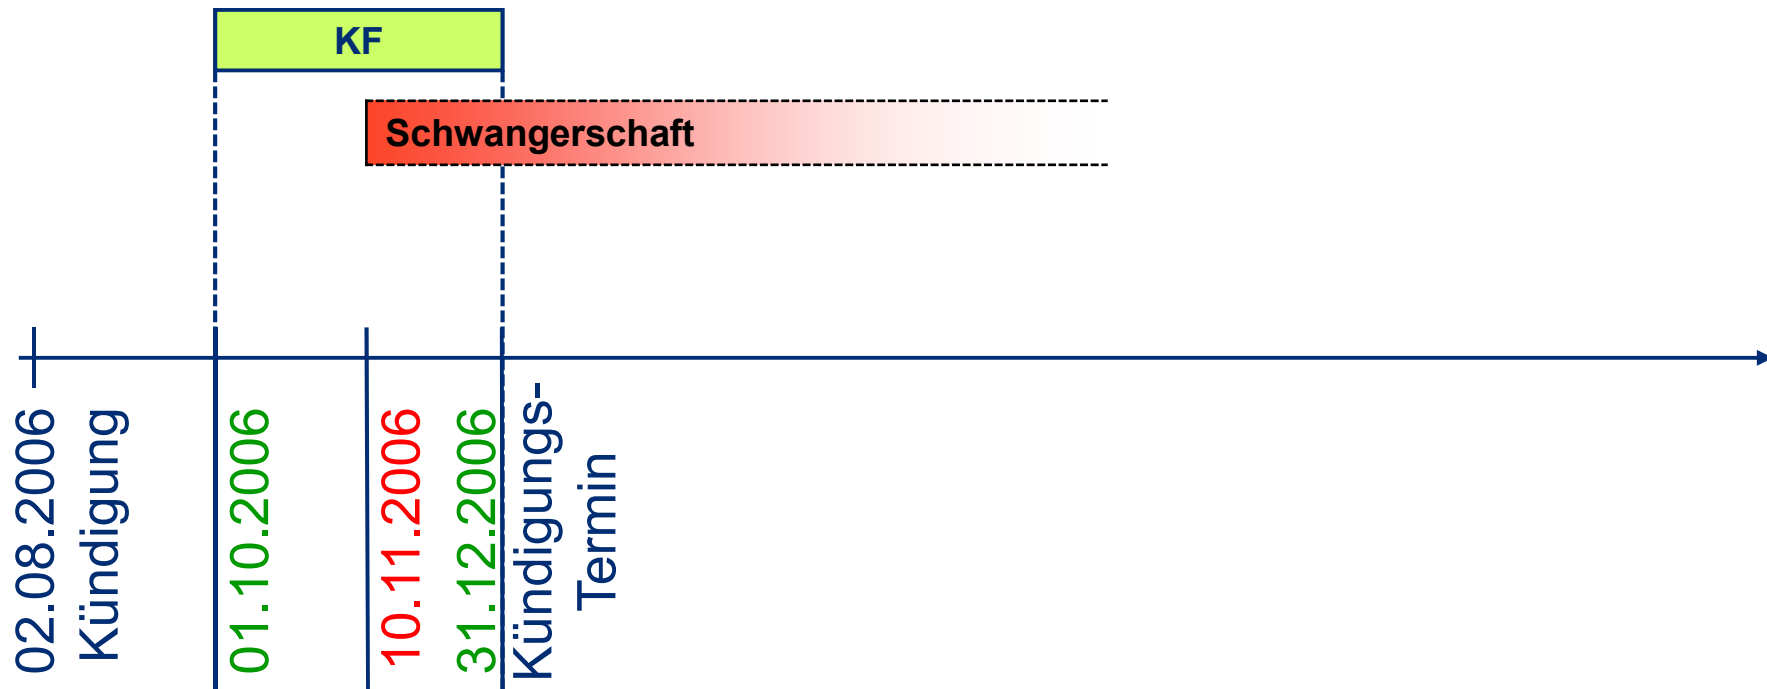 KF
Schwangerschaft
02.08.2006
Kündigung
01.10.2006
10.11.2006
31.12.2006
Kündigungs-
Termin